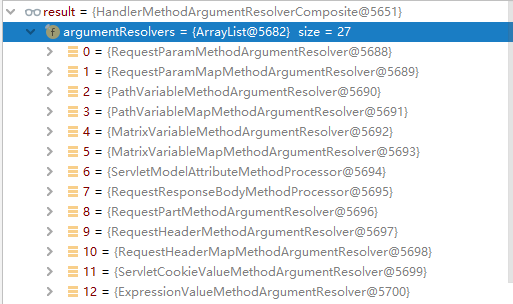 result = {HandlerMethodArgumentResolverComposite@5651}
f argumentResolvers = {ArrayList@5682} size = 27
0 = {RequestParamMethodArgumentResolver@5688}
1 = {RequestParamMapMethodArgumentResolver@5689}
2 = {PathVariableMethodArgumentResolver@5690}
3 = {PathVariableMapMethodArgumentResolver@5691}
4 = {MatrixVariableMethodArgumentResolver@5692}
5 = {MatrixVariableMapMethodArgumentResolver@5693}
6 = {ServletModelAttributeMethodProcessor@5694}
7 = {RequestResponseBodyMethodProcessor@5695}
8 = {RequestPartMethodArgumentResolver@5696}
9 = {RequestHeaderMethodArgumentResolver@5697}
10 = {RequestHeaderMapMethodArgumentResolver@5698}
11 = {ServletCookieValueMethodArgumentResolver@5699}
12 = {ExpressionValueMethodArgumentResolver@5700}